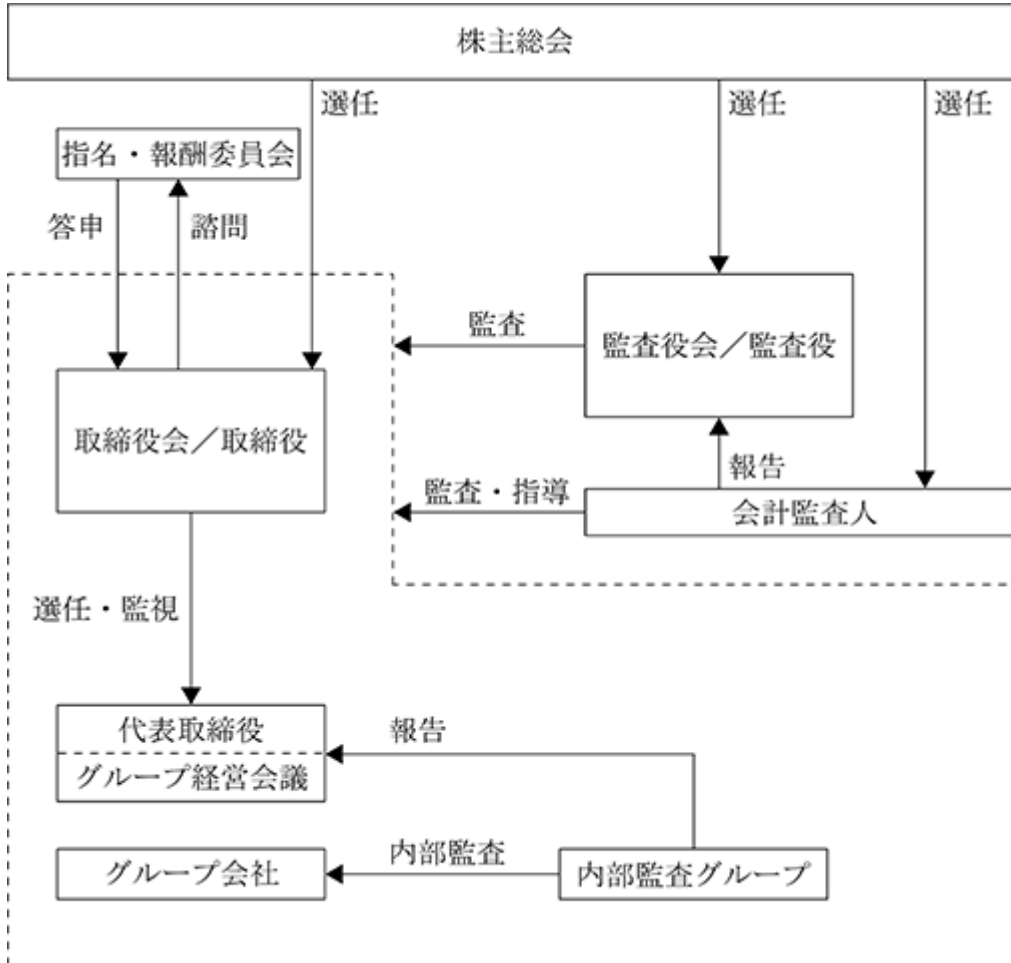 株主総会
選任
選任
選任
指名・報酬委員会
答申
諮問
監査
監査役会／監査役
取締役会／取締役
報告
監査・指導
会計監査人
選任・監視
代表取締役
報告
グループ経営会議
内部監査
グループ会社
内部監査グループ